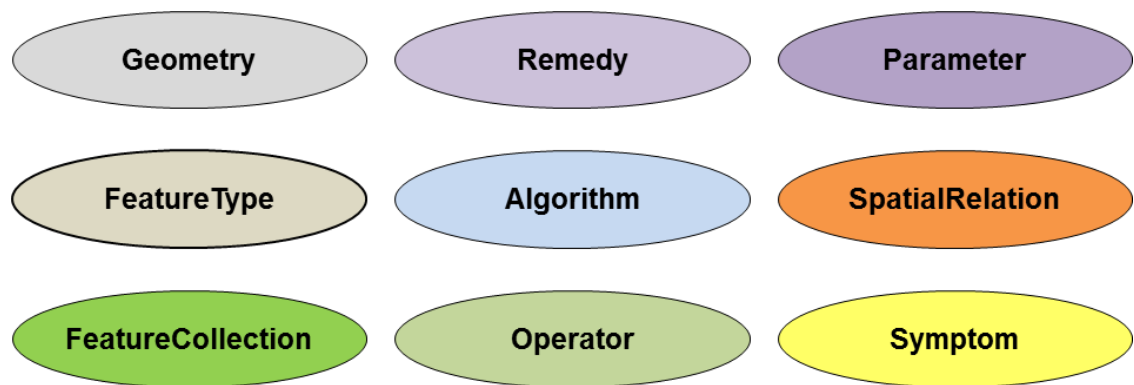 Geometry
Remedy
Parameter
FeatureType
Algorithm
SpatialRelation
FeatureCollection
Operator
Symptom